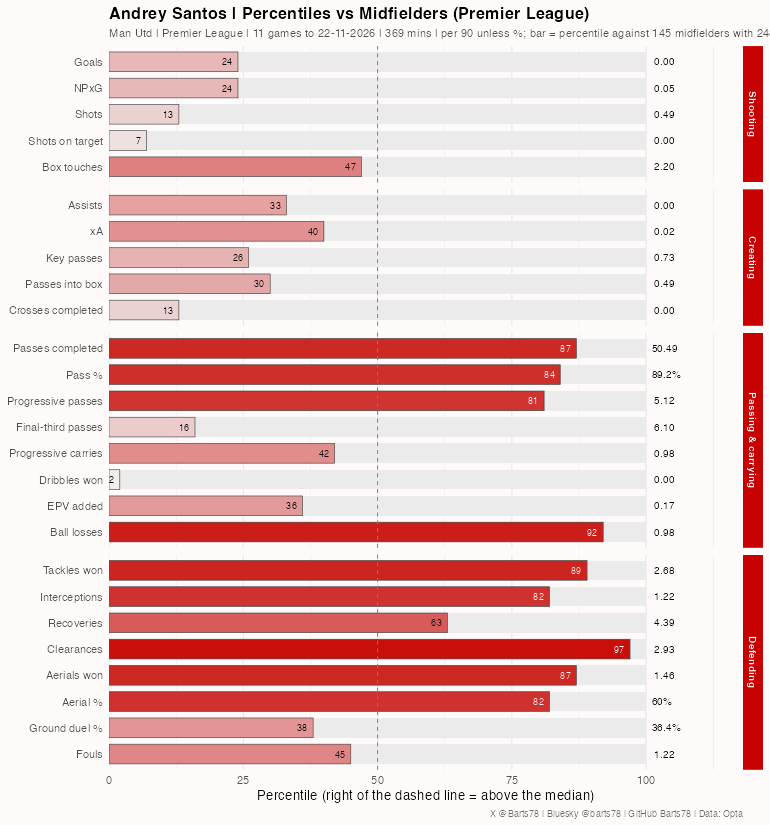 Andrey Santos | Percentiles vs Midfielders (Premier League)
Man Utd | Premier League | 11 games to 22-11-2026 | 369 mins | per 90 unless %; bar = percentile against 145 midfielders with 24
Goals 24 0.00
NPxG 24 0.05
Shots 13 0.49
Shots on target 7 0.00
Box touches 47 2.20
Shooting
Assists 33 0.00
xA 40 0.02
Key passes 26 0.73
Passes into box 30 0.49
Crosses completed 13 0.00
Creating
Passes completed 87 50.49
Pass % 84 89.2%
Progressive passes 81 5.12
Final-third passes 16 6.10
Progressive carries 42 0.98
Dribbles won 2 0.00
EPV added 36 0.17
Ball losses 92 0.98
Passing & carrying
Tackles won 89 2.68
Interceptions 82 1.22
Recoveries 63 4.39
Clearances 97 2.93
Aerials won 87 1.46
Aerial % 82 60%
Ground duel % 38 36.4%
Fouls 45 1.22
Defending
0 25 50 75 100
Percentile (right of the dashed line = above the median)
X @Barts78 | Bluesky @barts78 | GitHub Barts78 | Data: Opta